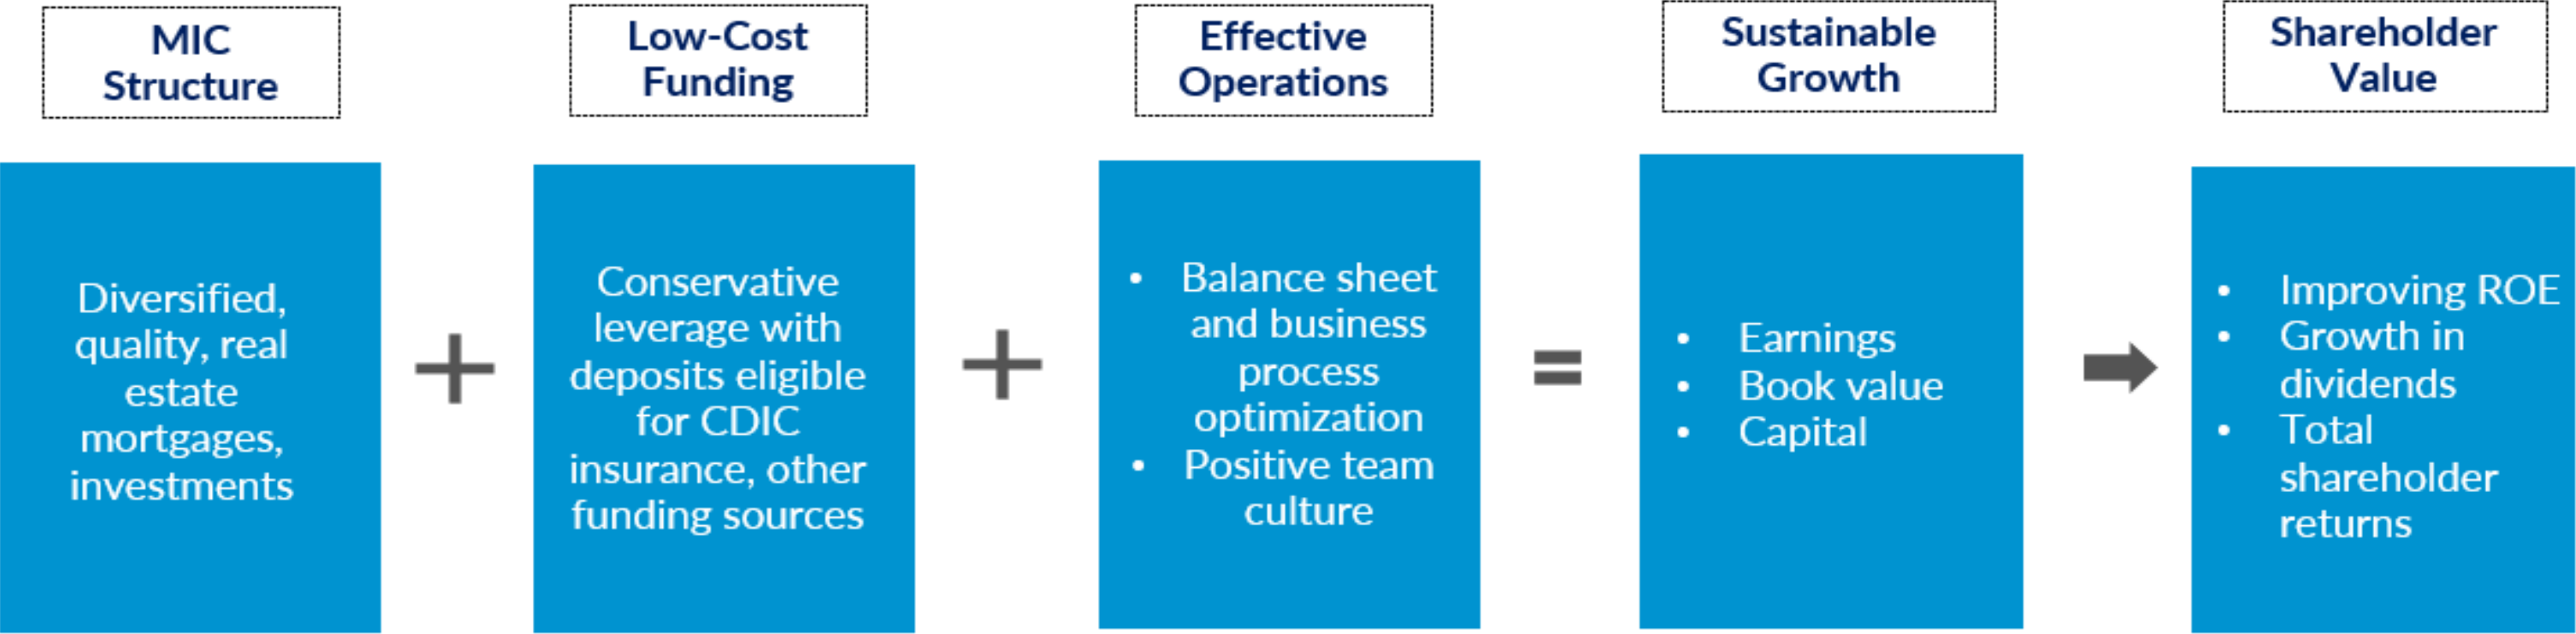 MIC
Structure
Diversified,
quality, real
estate
mortgages,
investments
+
Low-Cost
Funding
Conservative
leverage with
deposits eligible
for CDIC
insurance, other
funding sources
+
Effective
Operations
• Balance sheet
and business
process
optimization
• Positive team
culture
=
Sustainable
Growth
• Earnings
• Book value
• Capital
Shareholder
Value
• Improving ROE
• Growth in
dividends
• Total
shareholder
returns